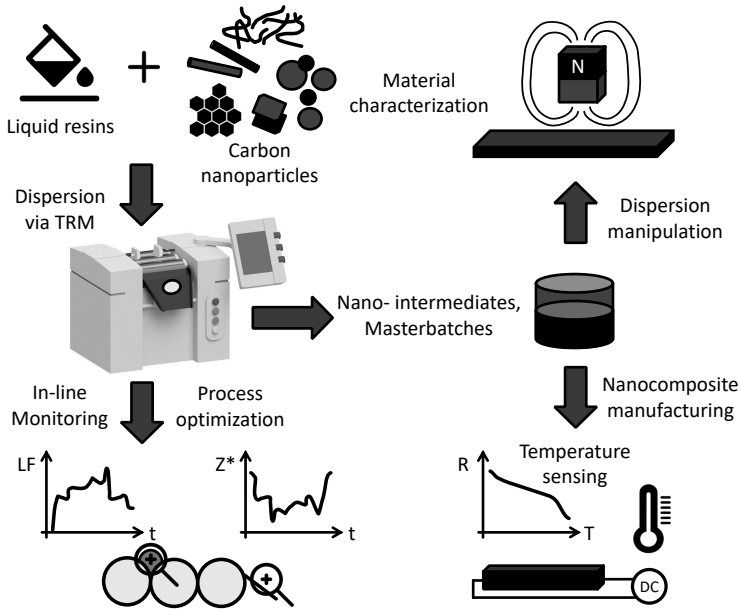 Liquid resins
+
Carbon
nanoparticles
Material
characterization
N
Dispersion
via TRM
Dispersion
manipulation
Nano- intermediates,
Masterbatches
In-line
Monitoring
Process
optimization
Nanocomposite
manufacturing
LF
t
Z*
t
Temperature
sensing
R
T
DC